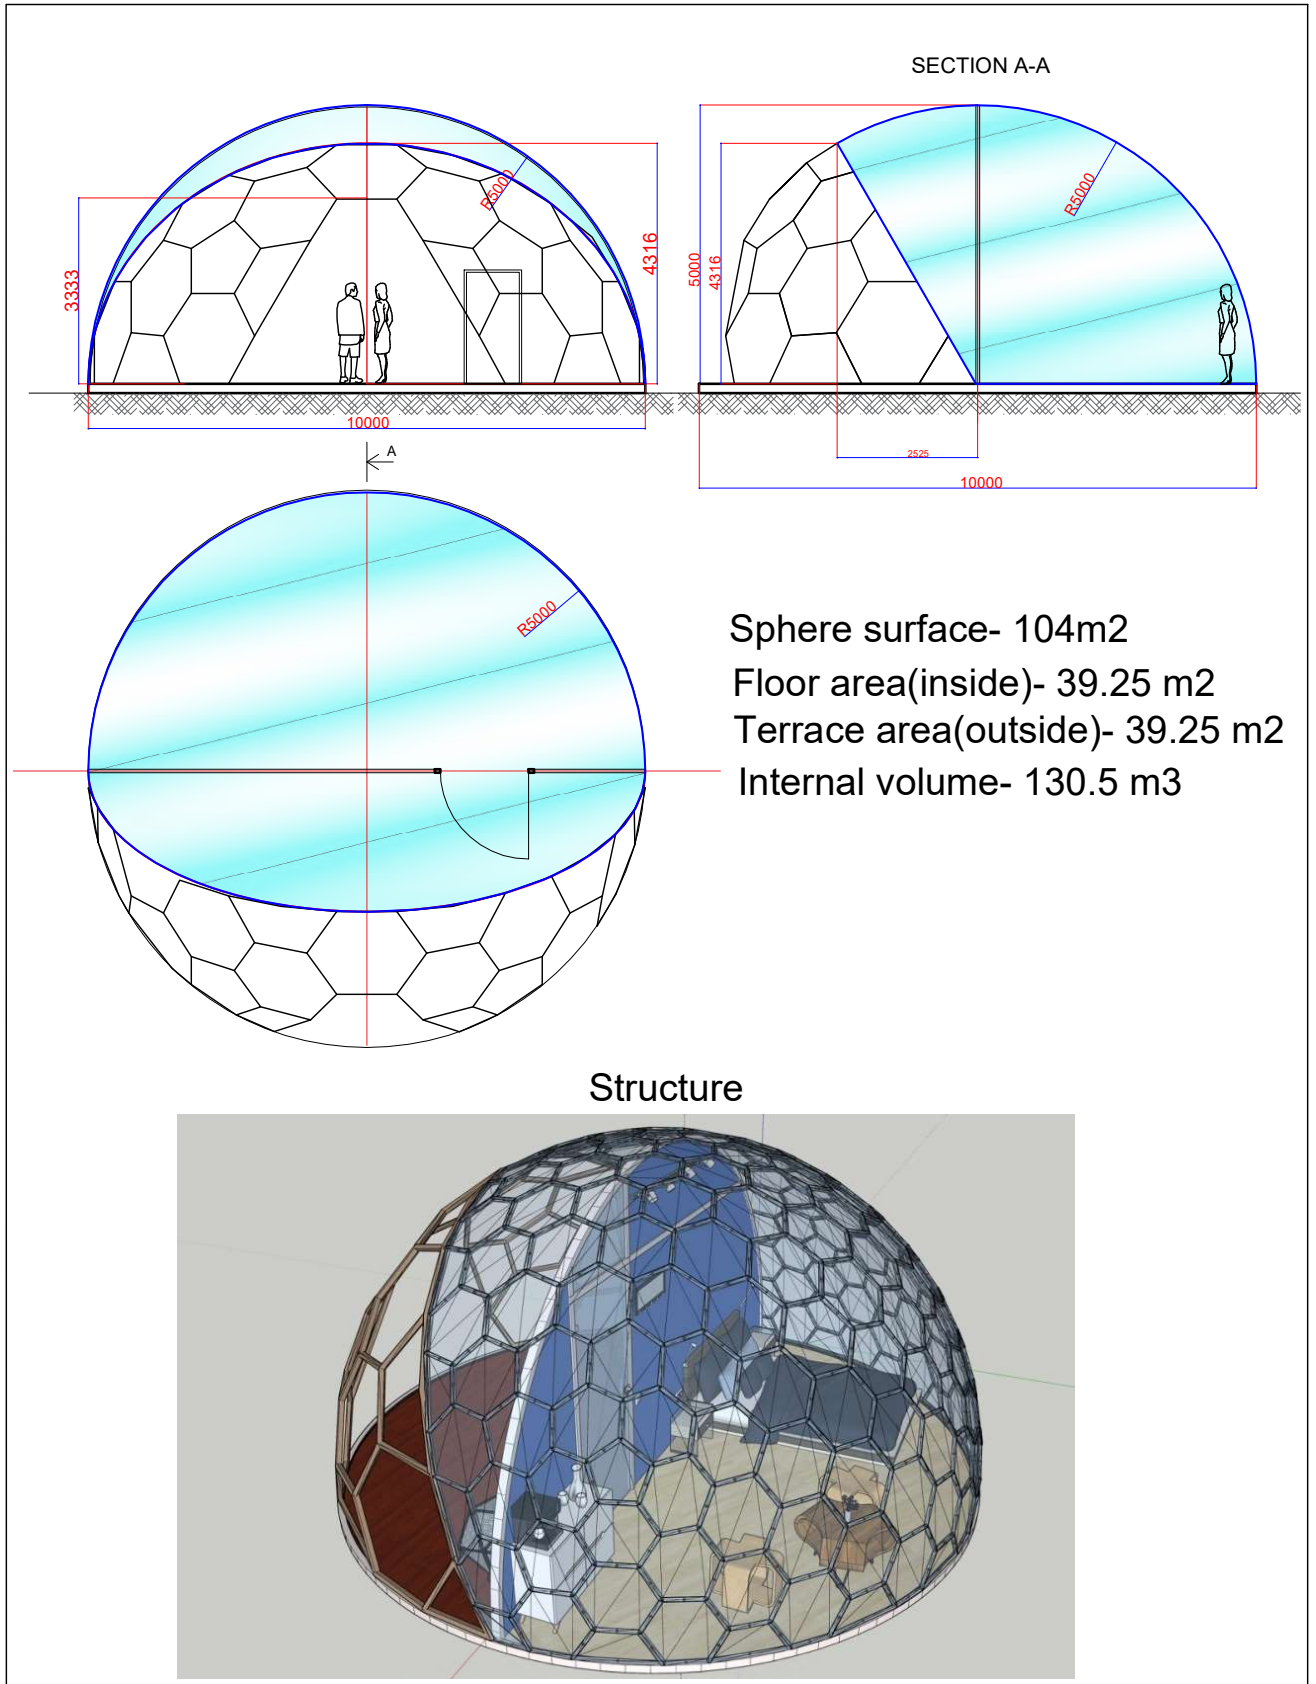 SECTION A-A
R5000
3333
4316
10000
R5000
5000
4316
2525
10000
A
R5000
Sphere surface- 104m2
Floor area(inside)- 39.25 m2
Terrace area(outside)- 39.25 m2
Internal volume- 130.5 m3
Structure